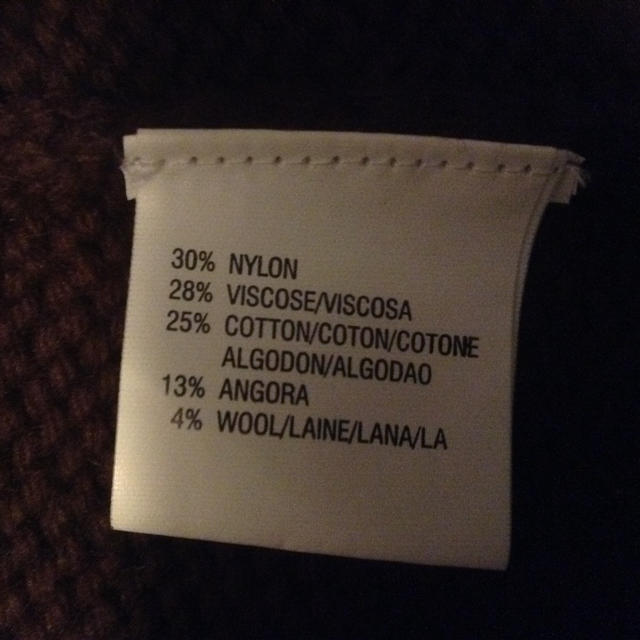 30% NYLON
28% VISCOSE/VISCOSA
25% COTTON/COTON/COTONE
ALGODON/ALGODAO
13% ANGORA
4% WOOL/LAINE/LANA/LA